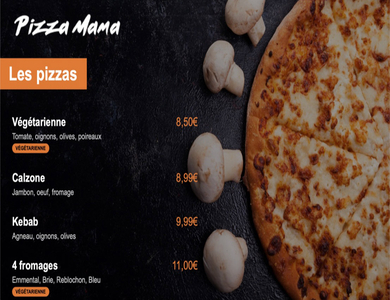 Pizza Mama
Les pizzas
Végétarienne 8,50€
Tomate, oignons, olives, poireaux
VÉGÉTARIENNE
Calzone 8,99€
Jambon, oeuf, fromage
Kebab 9,99€
Agneau, oignons, olives
4 fromages 11,00€
Emmental, Brie, Reblochon, Bleu
VÉGÉTARIENNE